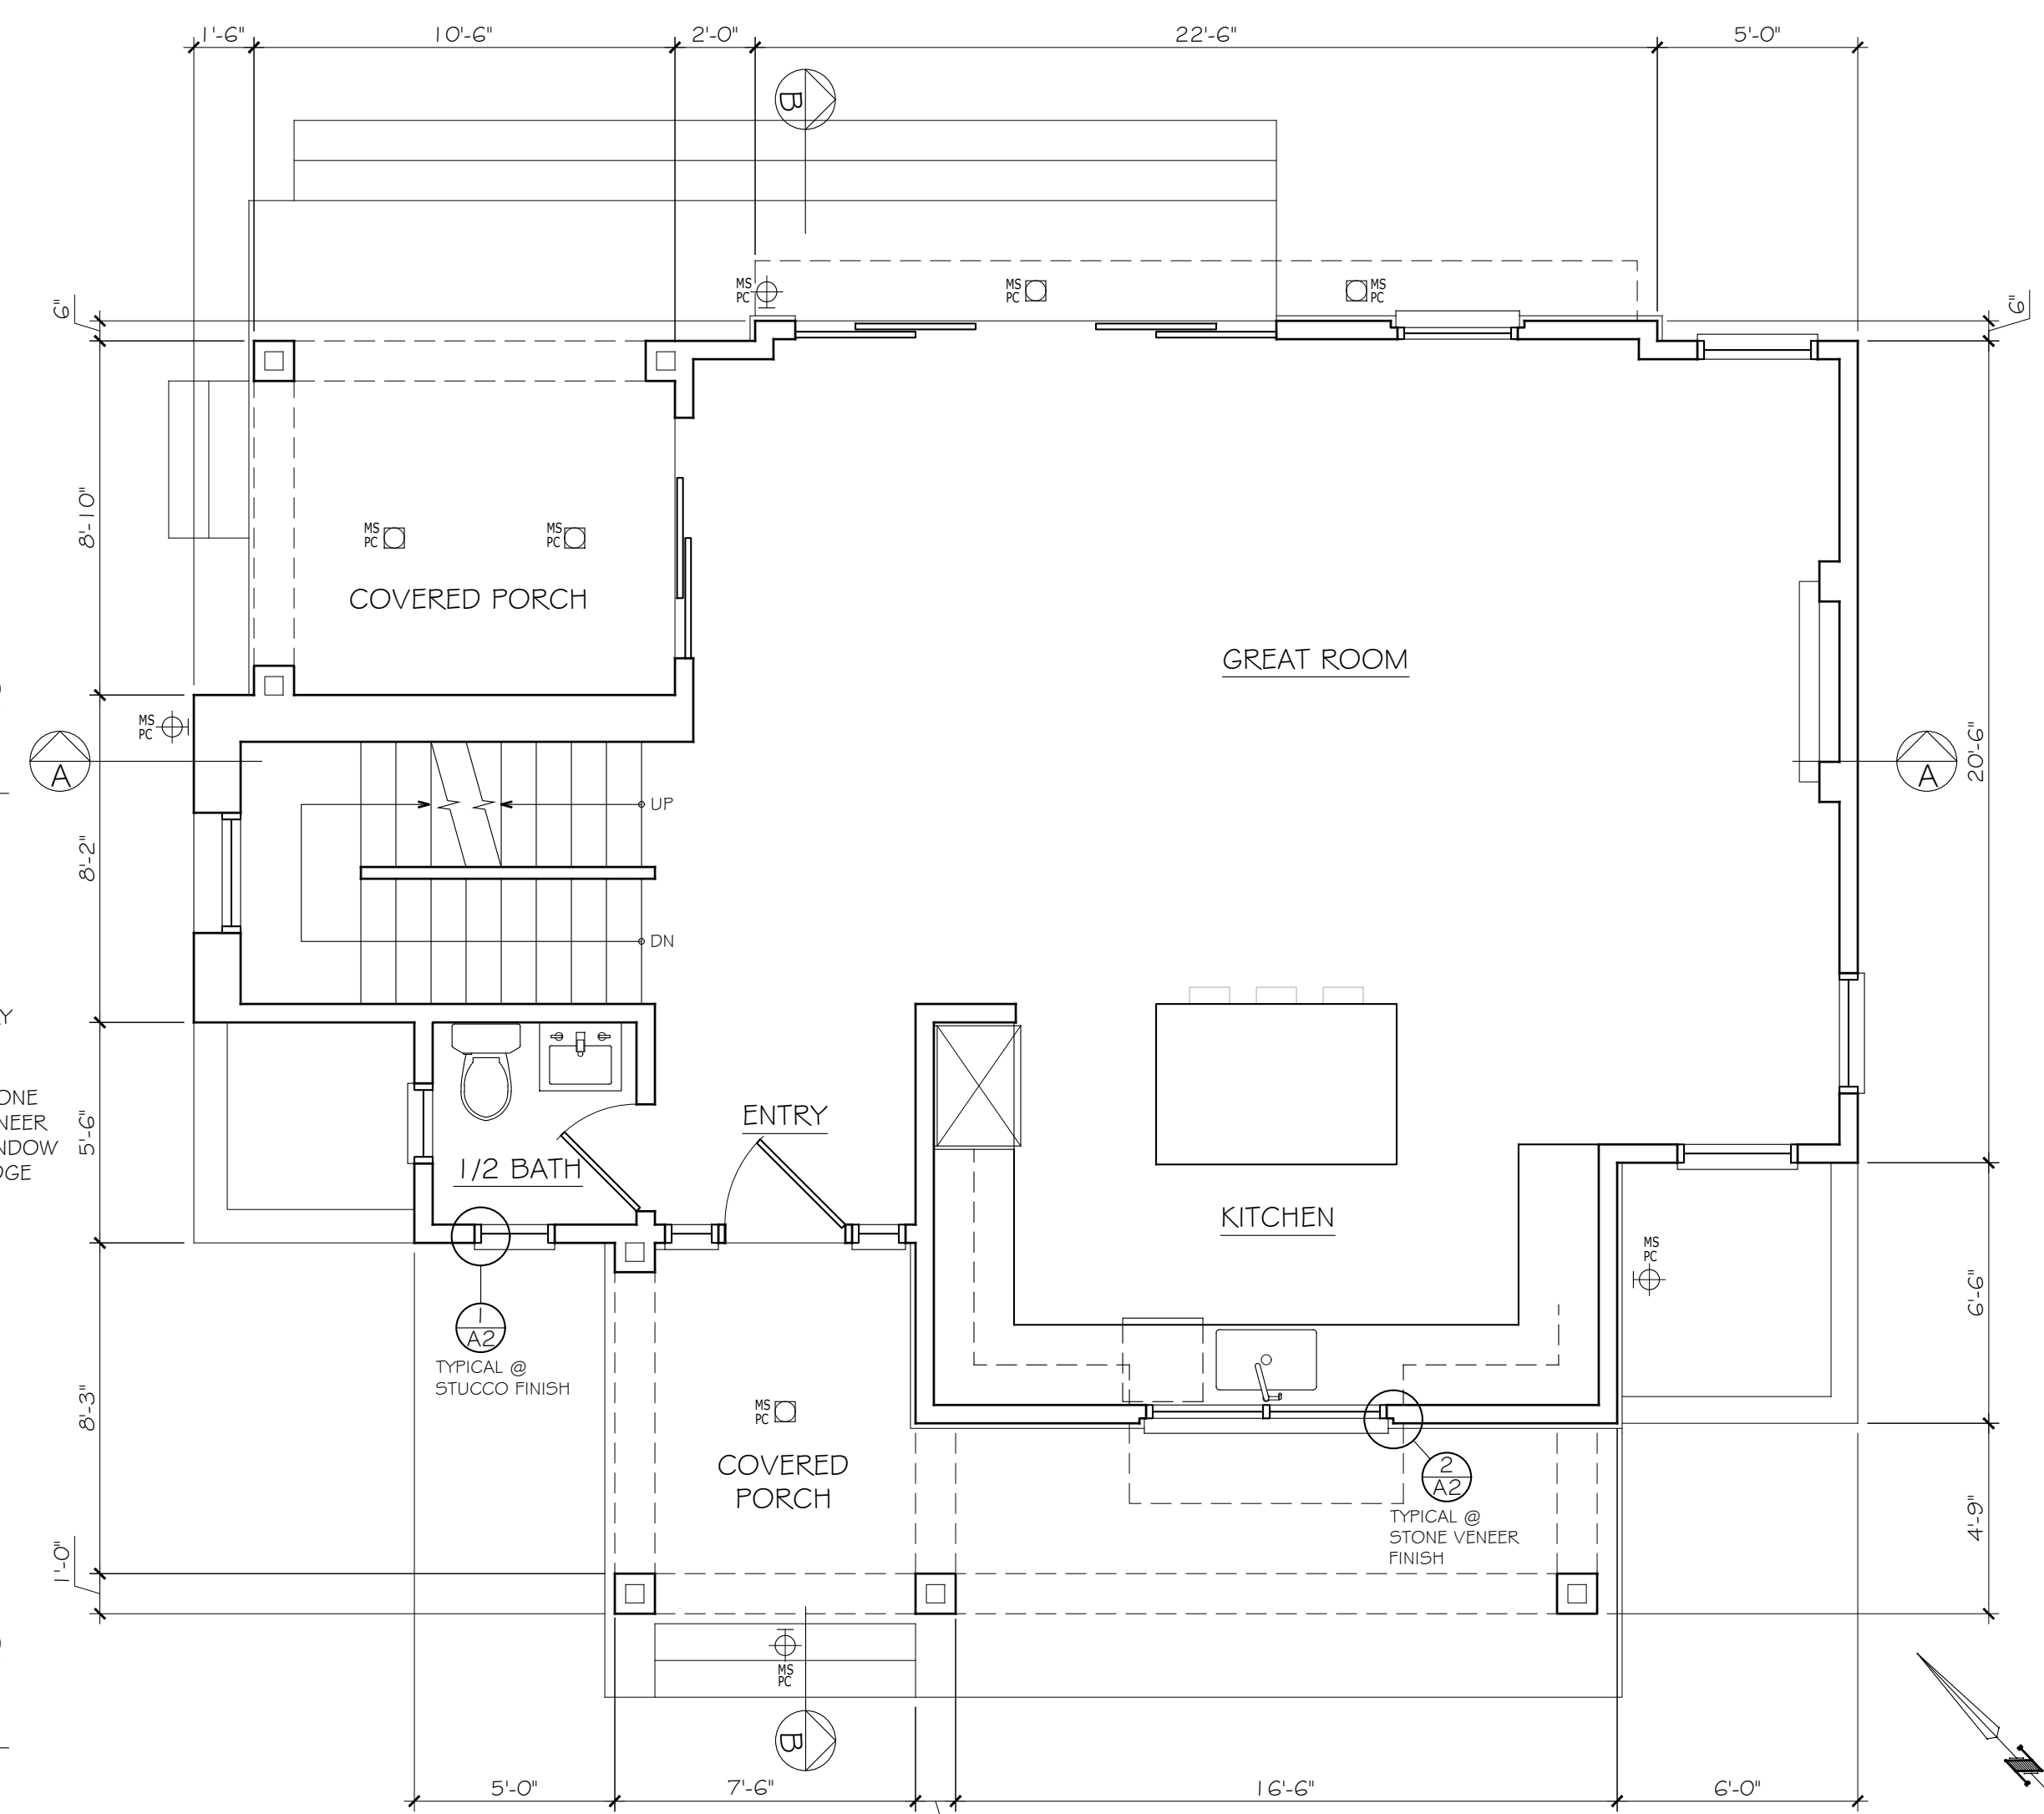 1'-6" 10'-6" 2'-0" 22'-6" 5'-0"
B
6"
6"
MS
PC
MS
PC
MS
PC
8'-10"
MS
PC
MS
PC
COVERED PORCH
GREAT ROOM
MS
PC
A
A
20'-6"
UP
8'-2"
DN
ENTRY
5'-6"
1/2 BATH
KITCHEN
MS
PC
1
A2
TYPICAL @
STUCCO FINISH
6'-6"
8'-3"
MS
PC
COVERED
PORCH
2
A2
TYPICAL @
STONE VENEER
FINISH
4'-9"
1'-0"
MS
PC
B
5'-0" 7'-6" 16'-6" 6'-0"